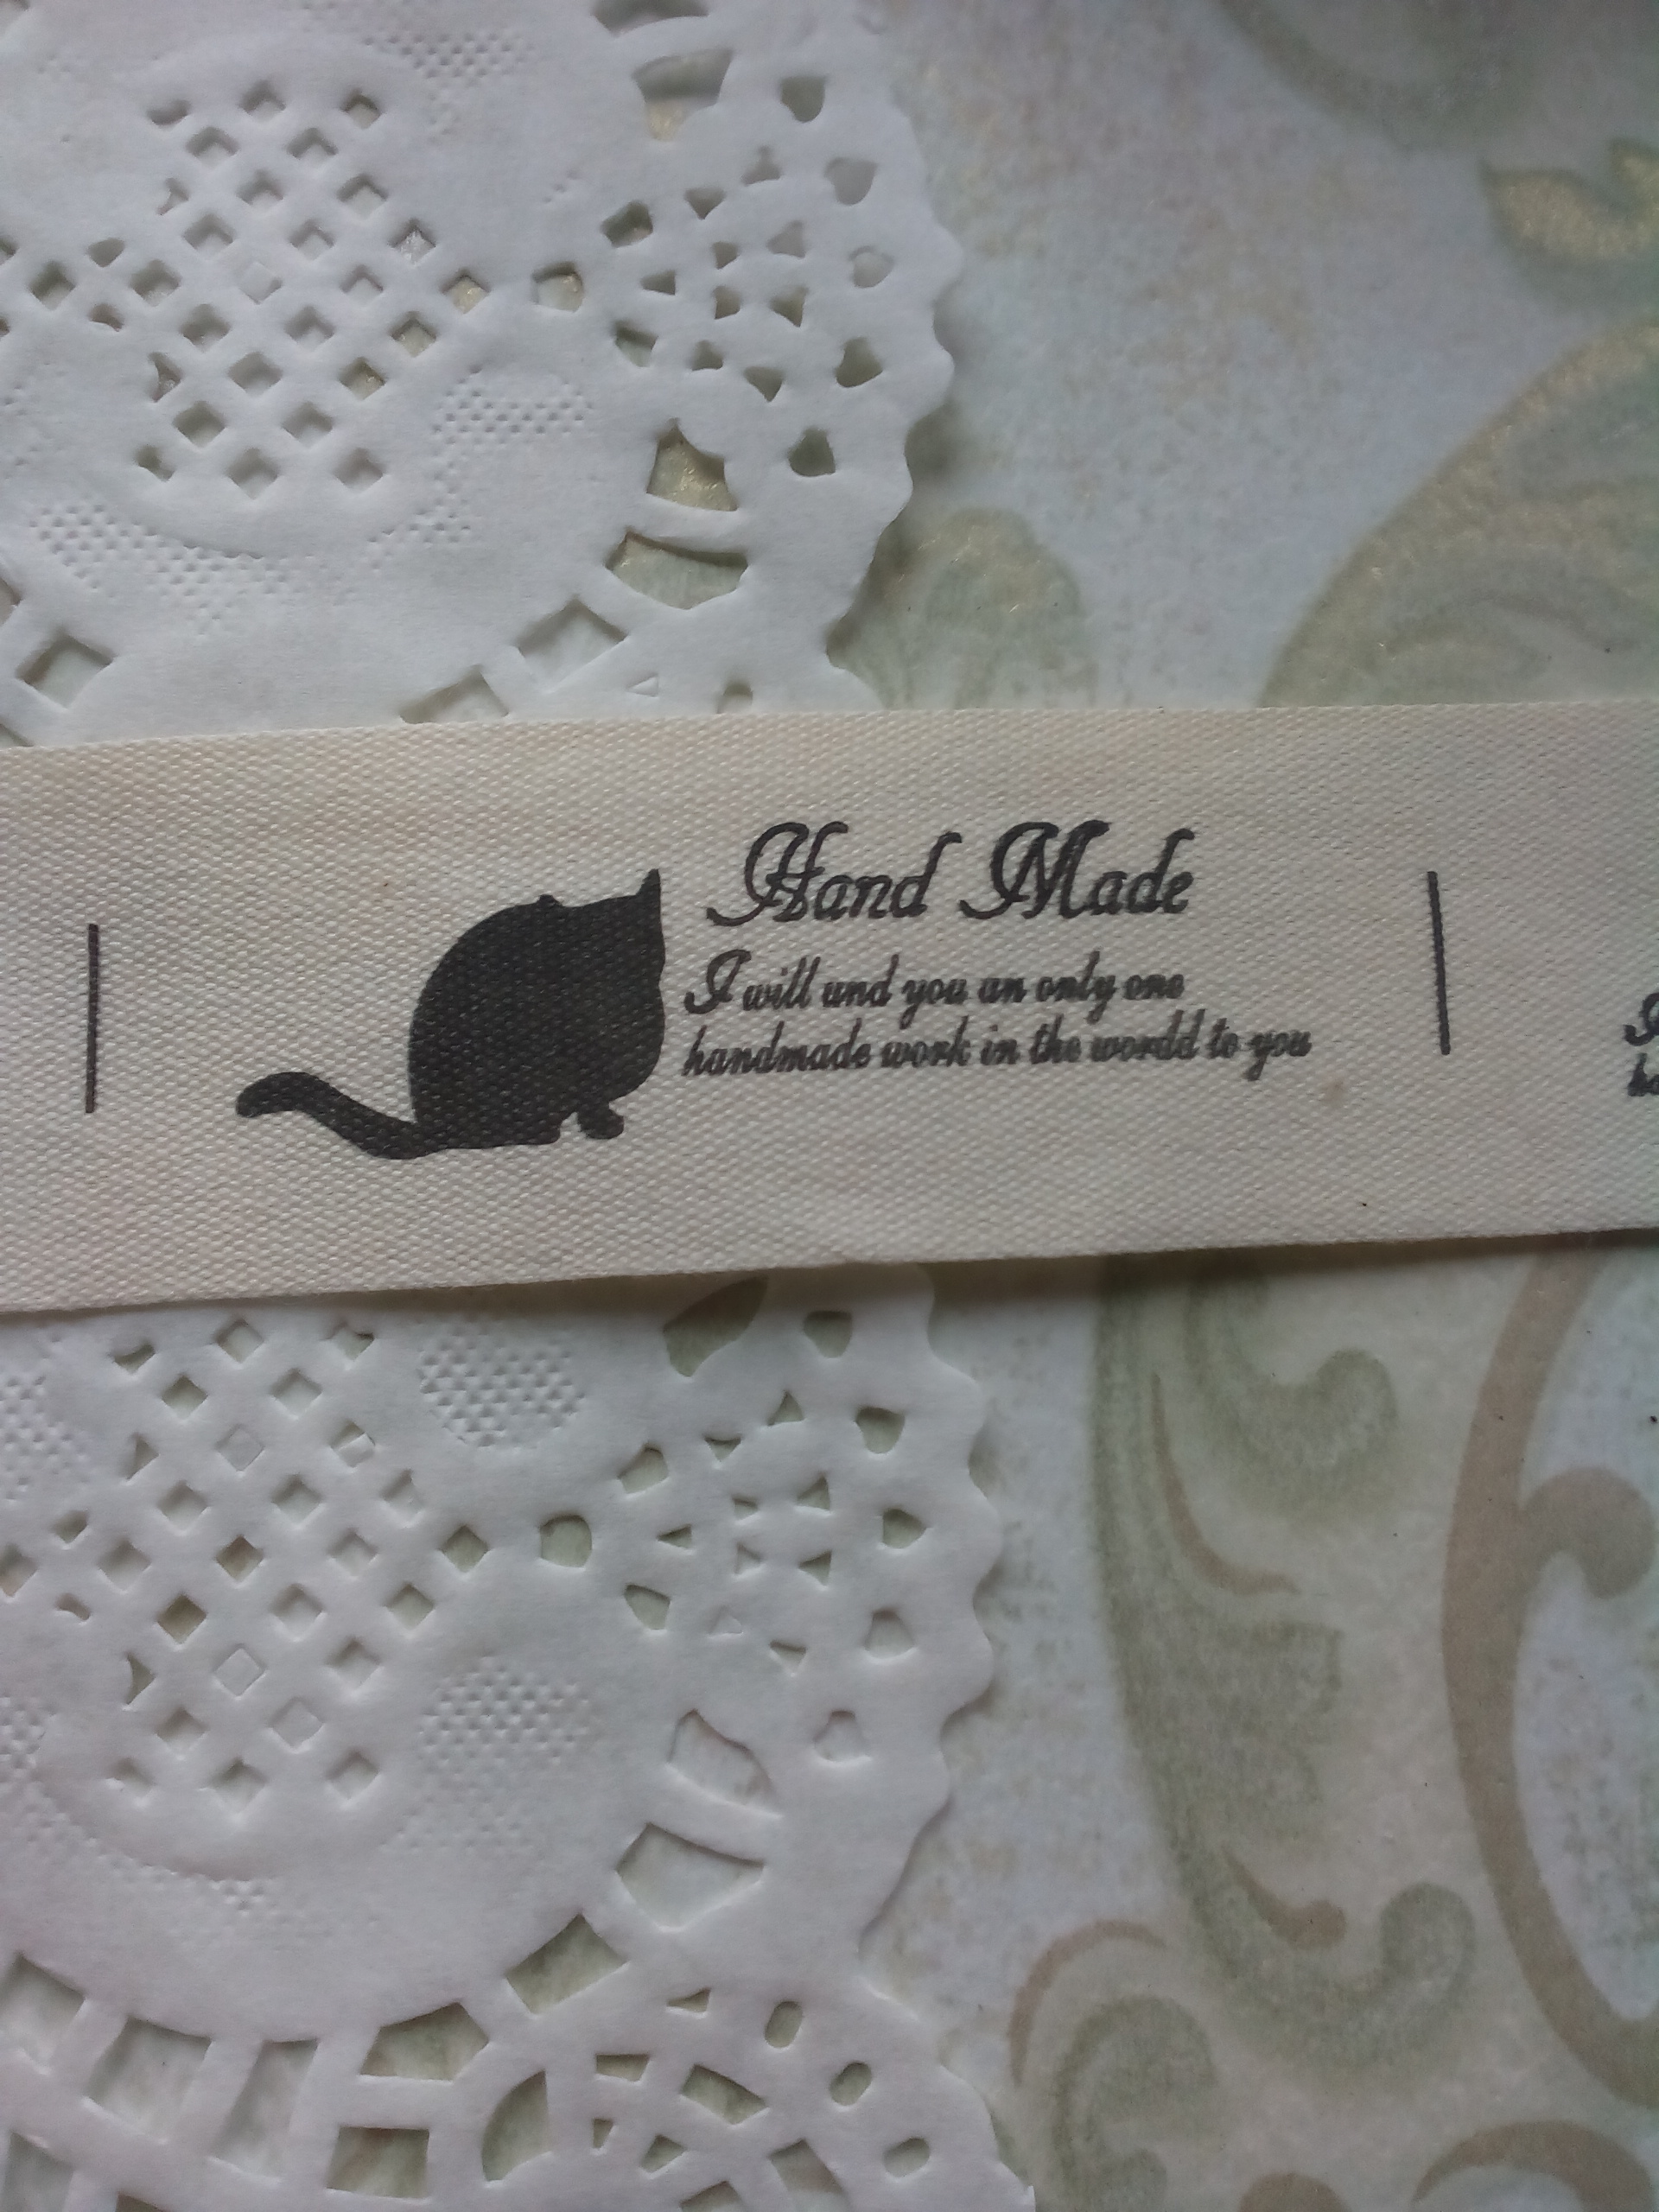 Hand Made
I will und you an only one
handmade work in the wordd to you